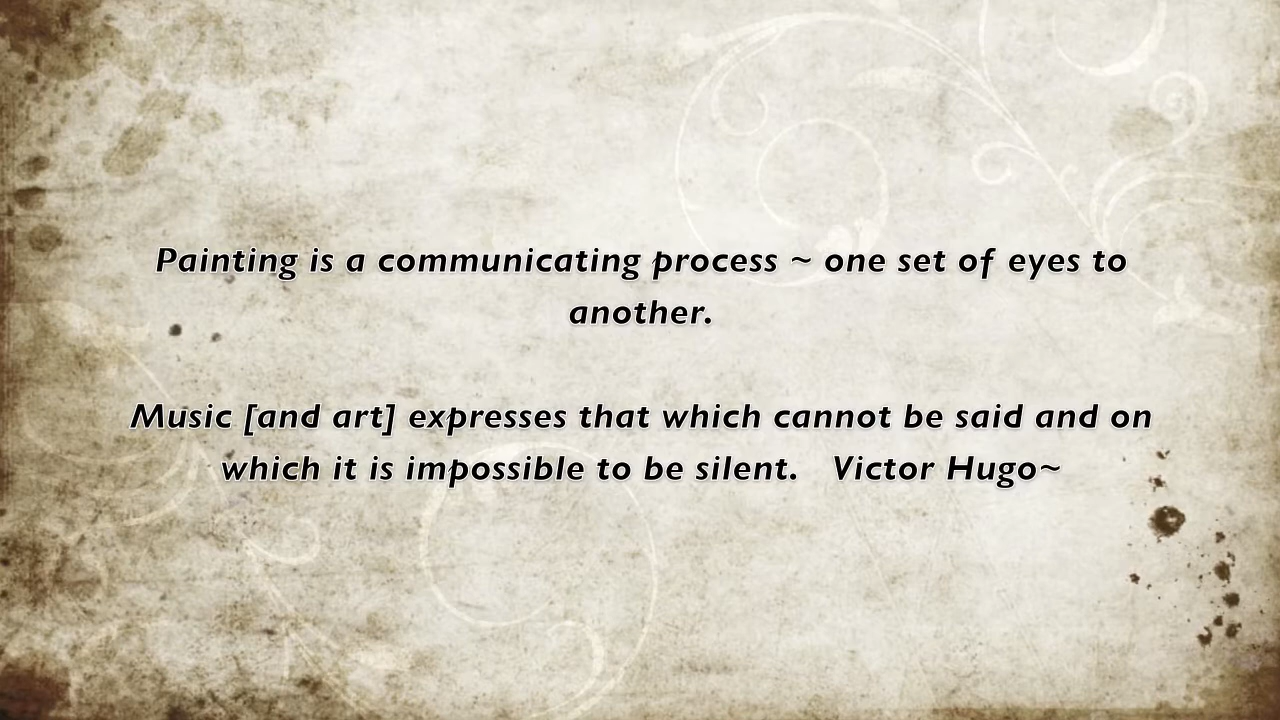 Painting is a communicating process ~ one set of eyes to
another.
Music [and art] expresses that which cannot be said and on
which it is impossible to be silent.   Victor Hugo~